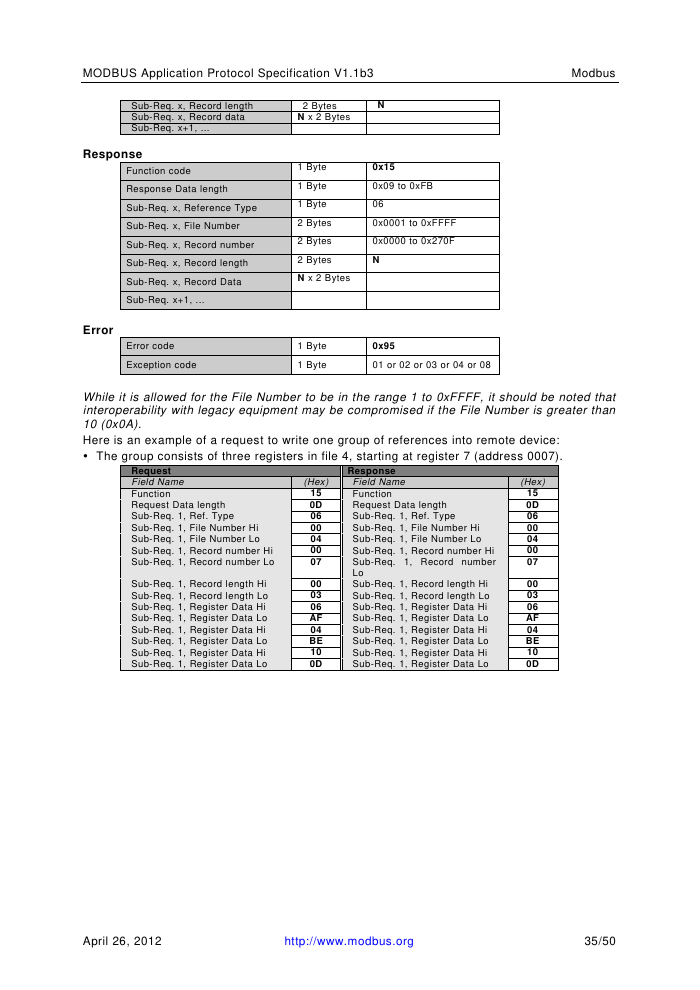 MODBUS Application Protocol Specification V1.1b3 Modbus
Sub-Req. x, Record length 2 Bytes N
Sub-Req. x, Record data N x 2 Bytes
Sub-Req. x+1, ...
Response
Function code 1 Byte 0x15
Response Data length 1 Byte 0x09 to 0xFB
Sub-Req. x, Reference Type 1 Byte 06
Sub-Req. x, File Number 2 Bytes 0x0001 to 0xFFFF
Sub-Req. x, Record number 2 Bytes 0x0000 to 0x270F
Sub-Req. x, Record length 2 Bytes N
Sub-Req. x, Record Data N x 2 Bytes
Sub-Req. x+1, ...
Error
Error code 1 Byte 0x95
Exception code 1 Byte 01 or 02 or 03 or 04 or 08
While it is allowed for the File Number to be in the range 1 to 0xFFFF, it should be noted that
interoperability with legacy equipment may be compromised if the File Number is greater than
10 (0x0A).
Here is an example of a request to write one group of references into remote device:
• The group consists of three registers in file 4, starting at register 7 (address 0007).
Request Response
Field Name (Hex) Field Name (Hex)
Function 15 Function 15
Request Data length 0D Request Data length 0D
Sub-Req. 1, Ref. Type 06 Sub-Req. 1, Ref. Type 06
Sub-Req. 1, File Number Hi 00 Sub-Req. 1, File Number Hi 00
Sub-Req. 1, File Number Lo 04 Sub-Req. 1, File Number Lo 04
Sub-Req. 1, Record number Hi 00 Sub-Req. 1, Record number Hi 00
Sub-Req. 1, Record number Lo 07 Sub-Req. 1, Record number 07
Lo
Sub-Req. 1, Record length Hi 00 Sub-Req. 1, Record length Hi 00
Sub-Req. 1, Record length Lo 03 Sub-Req. 1, Record length Lo 03
Sub-Req. 1, Register Data Hi 06 Sub-Req. 1, Register Data Hi 06
Sub-Req. 1, Register Data Lo AF Sub-Req. 1, Register Data Lo AF
Sub-Req. 1, Register Data Hi 04 Sub-Req. 1, Register Data Hi 04
Sub-Req. 1, Register Data Lo BE Sub-Req. 1, Register Data Lo BE
Sub-Req. 1, Register Data Hi 10 Sub-Req. 1, Register Data Hi 10
Sub-Req. 1, Register Data Lo 0D Sub-Req. 1, Register Data Lo 0D
April 26, 2012 http://www.modbus.org 35/50